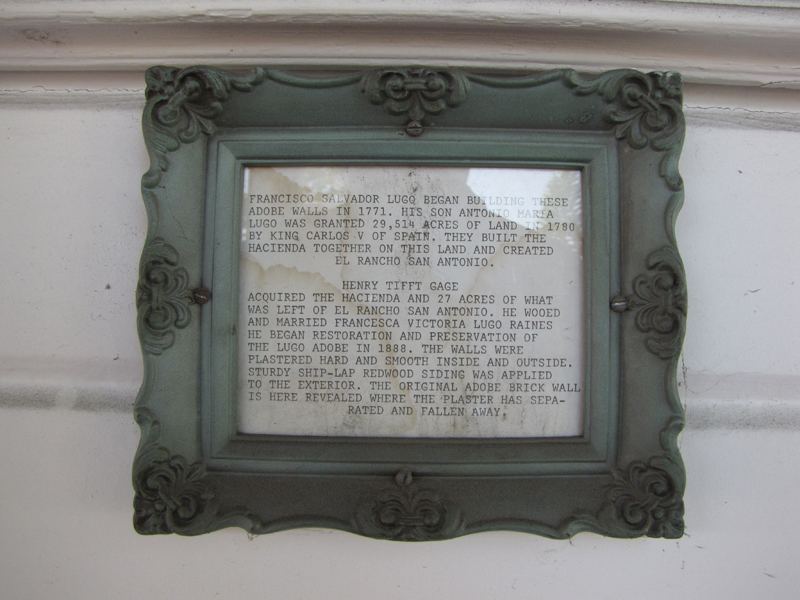 FRANCISCO SALVADOR LUGO BEGAN BUILDING THESE
ADOBE WALLS IN 1771. HIS SON ANTONIO MARIA
LUGO WAS GRANTED 29,514 ACRES OF LAND IN 1780
BY KING CARLOS V OF SPAIN. THEY BUILT THE
HACIENDA TOGETHER ON THIS LAND AND CREATED
EL RANCHO SAN ANTONIO.
HENRY TIFFT GAGE
ACQUIRED THE HACIENDA AND 27 ACRES OF WHAT
WAS LEFT OF EL RANCHO SAN ANTONIO. HE WOOED
AND MARRIED FRANCESCA VICTORIA LUGO RAINES
HE BEGAN RESTORATION AND PRESERVATION OF
THE LUGO ADOBE IN 1888. THE WALLS WERE
PLASTERED HARD AND SMOOTH INSIDE AND OUTSIDE.
STURDY SHIP-LAP REDWOOD SIDING WAS APPLIED
TO THE EXTERIOR. THE ORIGINAL ADOBE BRICK WALL
IS HERE REVEALED WHERE THE PLASTER HAS SEPA-
RATED AND FALLEN AWAY.